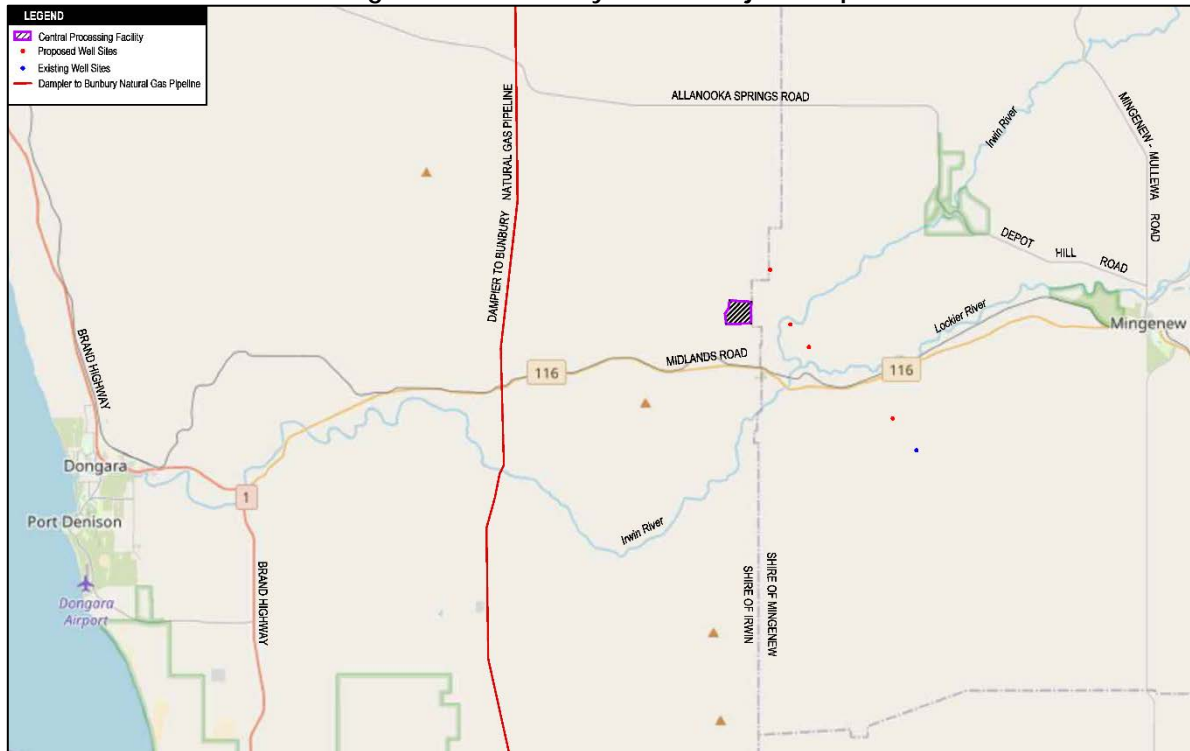 LEGEND
Central Processing Facility
Proposed Well Sites
Existing Well Sites
Dampler to Bunbury Natural Gas Pipeline
ALLANOOKA SPRINGS ROAD
MINGENEW - MULLEWA ROAD
Irwin River
DAMPIER TO BUNBURY NATURAL GAS PIPELINE
DEPOT HILL ROAD
Lockier River
Mingenew
BRAND HIGHWAY
MIDLANDS ROAD
116
116
Dongara
1
Port Denison
Irwin River
Dongara
Airport
BRAND HIGHWAY
SHIRE OF IRWIN
SHIRE OF MINGENEW